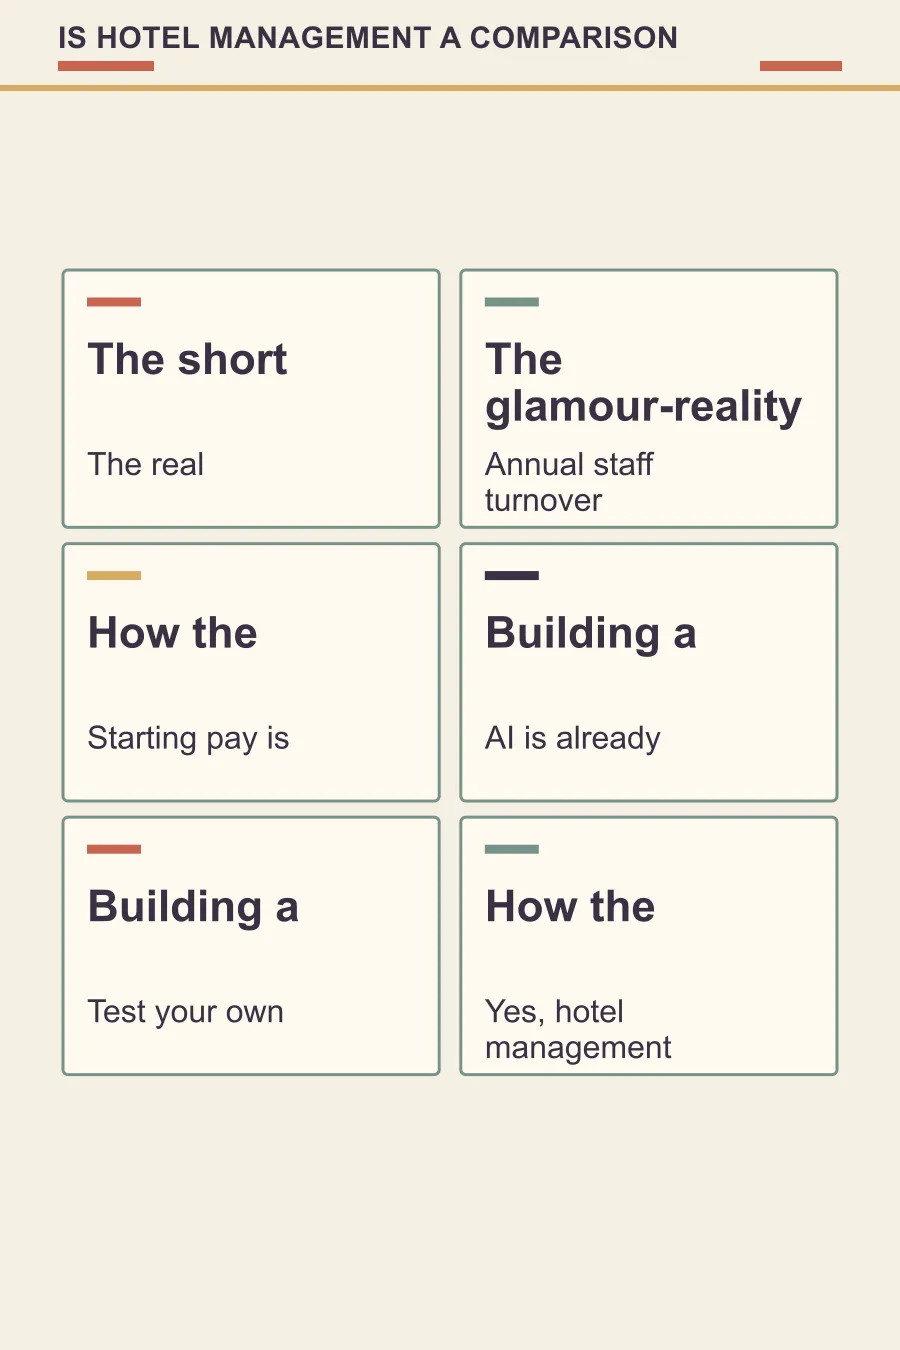 IS HOTEL MANAGEMENT A COMPARISON
The short
The real
The
glamour-reality
Annual staff
turnover
How the
Starting pay is
Building a
AI is already
Building a
Test your own
How the
Yes, hotel
management